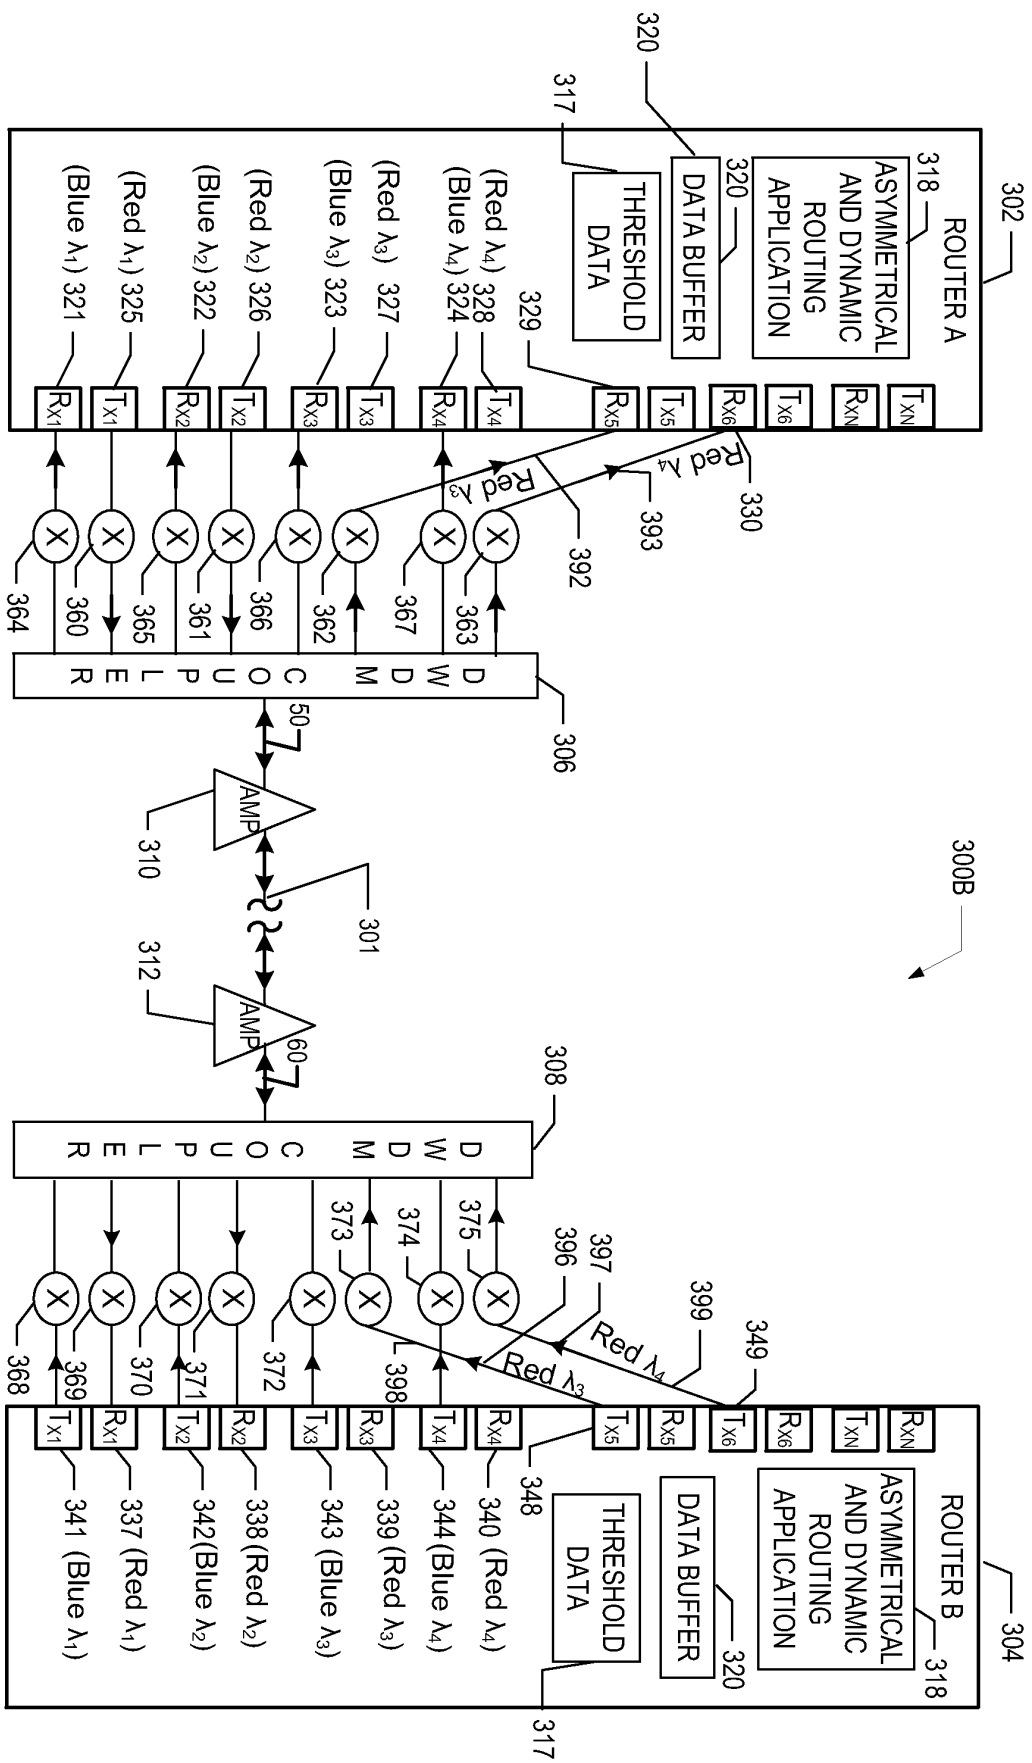 300B
302
ROUTER A
318
ASYMMETRICAL
AND DYNAMIC
ROUTING
APPLICATION
320
320
DATA BUFFER
317
THRESHOLD
DATA
TXN
RXN
TX6
RX6
TX5
RX5
329
330
(Red λ4) 328
TX4
(Blue λ4) 324
RX4
(Red λ3) 327
TX3
(Blue λ3) 323
RX3
(Red λ2) 326
TX2
(Blue λ2) 322
RX2
(Red λ1) 325
TX1
(Blue λ1) 321
RX1
Red λ4
393
Red λ3
392
X
363
X
367
X
362
X
366
X
361
X
365
X
360
X
364
DWDM COUPLER
306
50
AMP
310
301
AMP
312
60
DWDM COUPLER
308
375
X
374
X
373
X
X
372
X
371
X
370
X
369
X
368
397
396
398
399
Red λ4
Red λ3
349
348
304
ROUTER B
ASYMMETRICAL
AND DYNAMIC
ROUTING
APPLICATION
318
DATA BUFFER
320
THRESHOLD
DATA
317
RXN
TXN
RX6
TX6
RX5
TX5
RX4
340 (Red λ4)
TX4
344 (Blue λ4)
RX3
339 (Red λ3)
TX3
343 (Blue λ3)
RX2
338 (Red λ2)
TX2
342 (Blue λ2)
RX1
337 (Red λ1)
TX1
341 (Blue λ1)